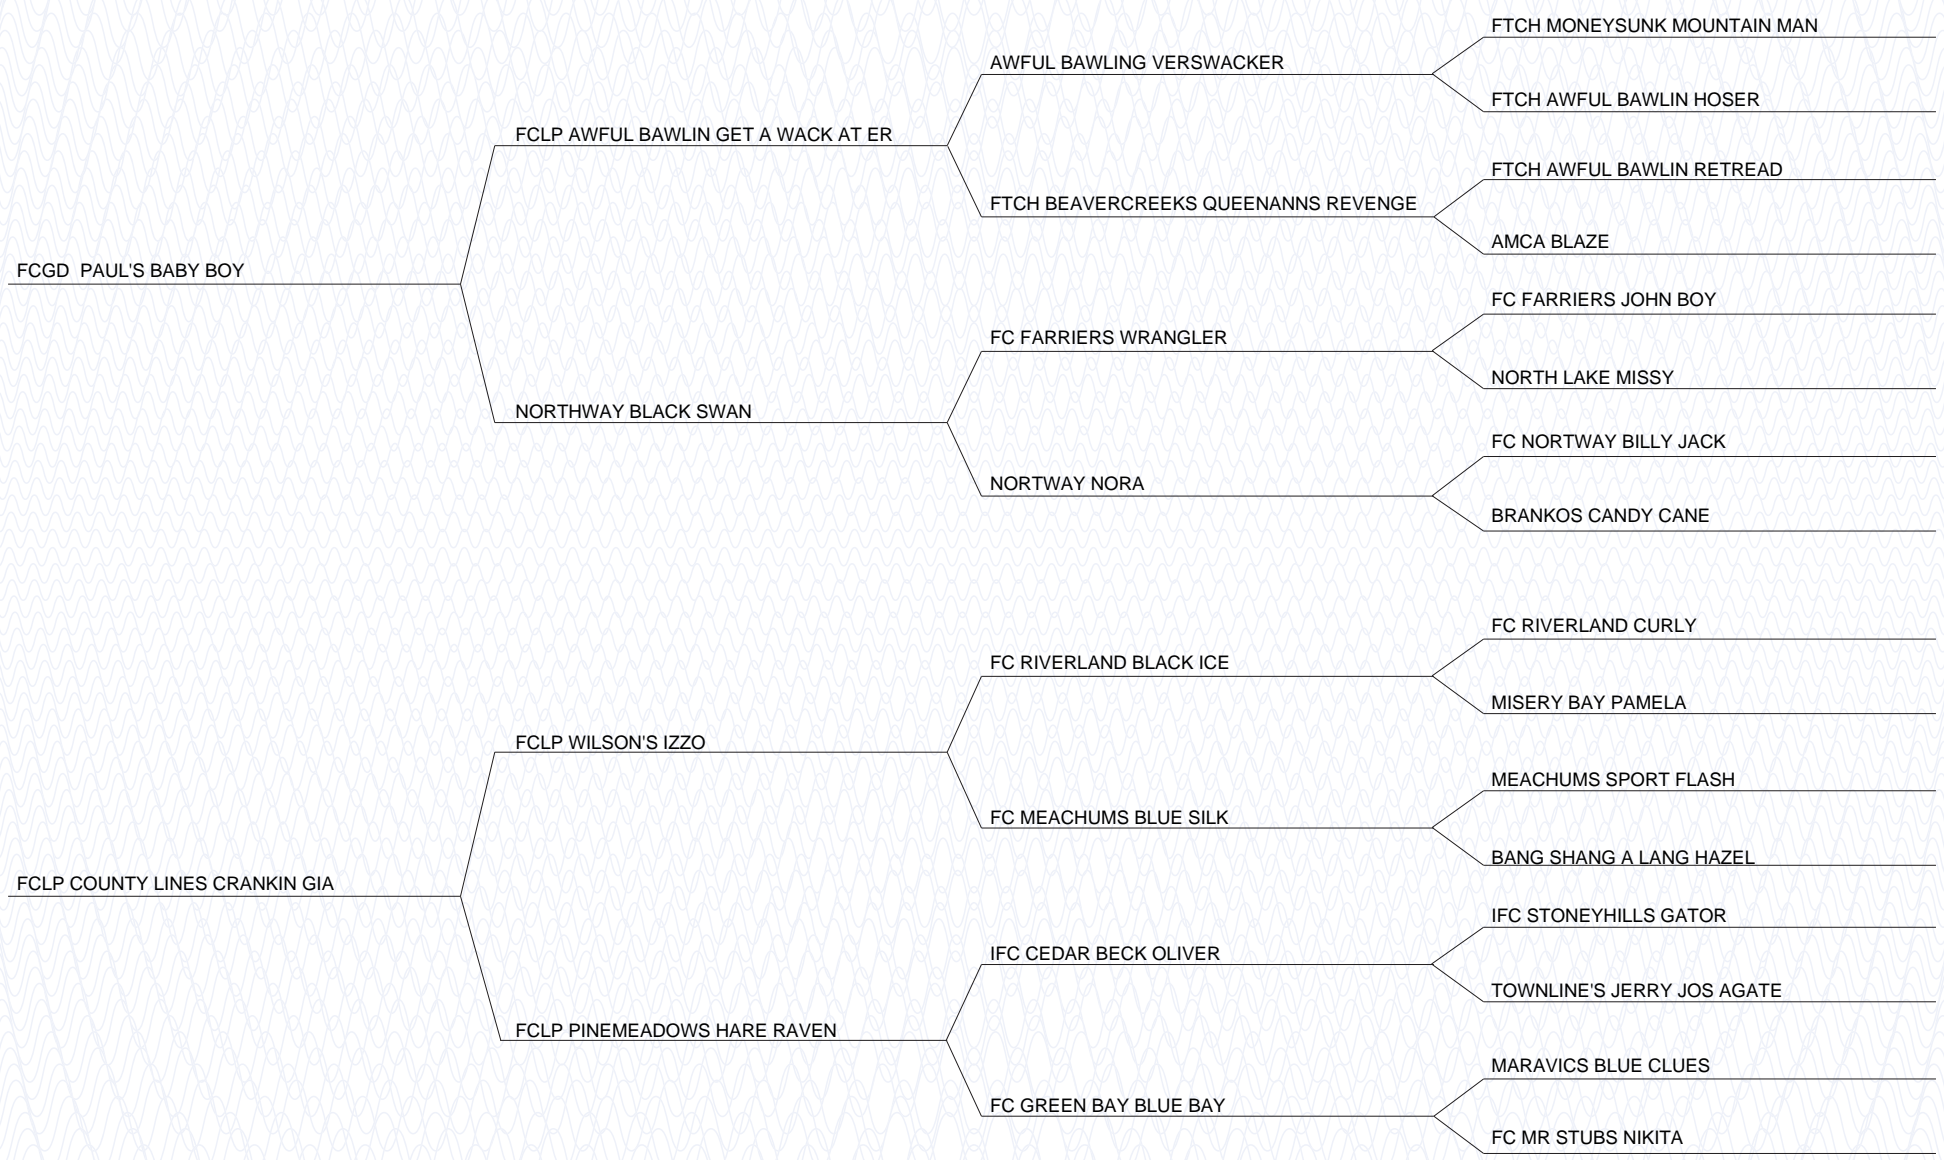 FTCH MONEYSUNK MOUNTAIN MAN
AWFUL BAWLING VERSWACKER
FTCH AWFUL BAWLIN HOSER
FCLP AWFUL BAWLIN GET A WACK AT ER
FTCH AWFUL BAWLIN RETREAD
FTCH BEAVERCREEKS QUEENANNS REVENGE
AMCA BLAZE
FCGD  PAUL'S BABY BOY
FC FARRIERS JOHN BOY
FC FARRIERS WRANGLER
NORTH LAKE MISSY
NORTHWAY BLACK SWAN
FC NORTWAY BILLY JACK
NORTWAY NORA
BRANKOS CANDY CANE
FC RIVERLAND CURLY
FC RIVERLAND BLACK ICE
MISERY BAY PAMELA
FCLP WILSON'S IZZO
MEACHUMS SPORT FLASH
FC MEACHUMS BLUE SILK
BANG SHANG A LANG HAZEL
FCLP COUNTY LINES CRANKIN GIA
IFC STONEYHILLS GATOR
IFC CEDAR BECK OLIVER
TOWNLINE'S JERRY JOS AGATE
FCLP PINEMEADOWS HARE RAVEN
MARAVICS BLUE CLUES
FC GREEN BAY BLUE BAY
FC MR STUBS NIKITA